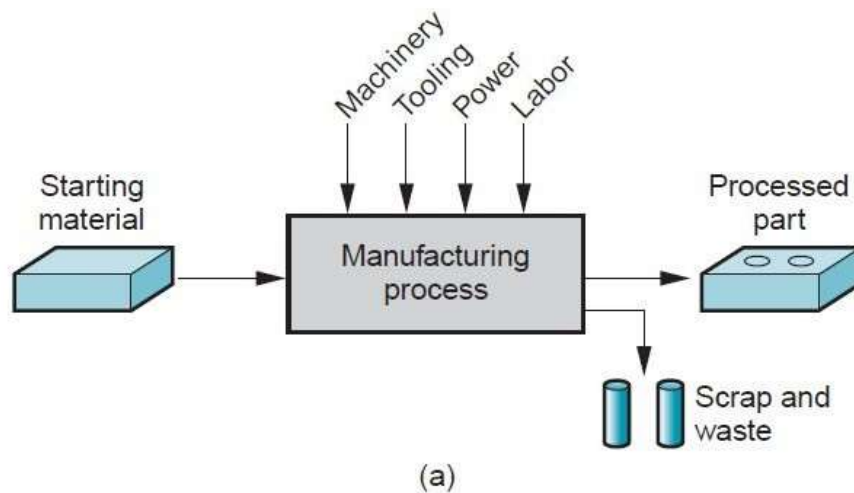 Machinery
Tooling
Power
Labor
Starting
material
Manufacturing
process
Processed
part
Scrap and
waste
(a)